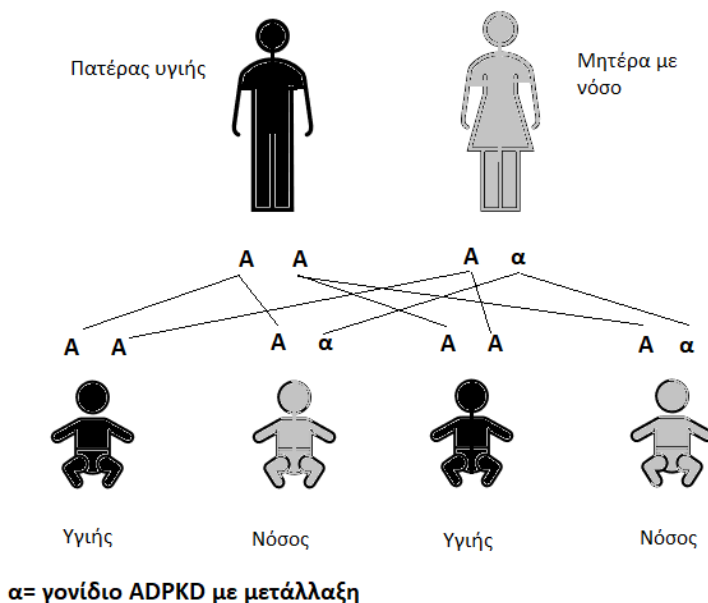 Πατέρας υγιής
Μητέρα με
νόσο
Α Α Α α
Α Α Α α Α Α Α α
Υγιής Νόσος Υγιής Νόσος
α= γονίδιο ADPKD με μετάλλαξη